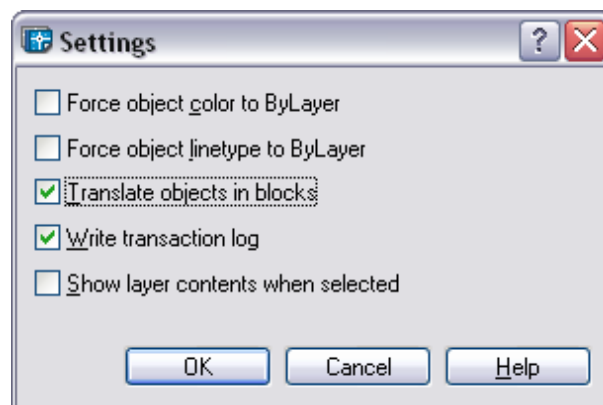 Settings
?
Force object color to ByLayer
Force object linetype to ByLayer
Translate objects in blocks
Write transaction log
Show layer contents when selected
OK Cancel Help